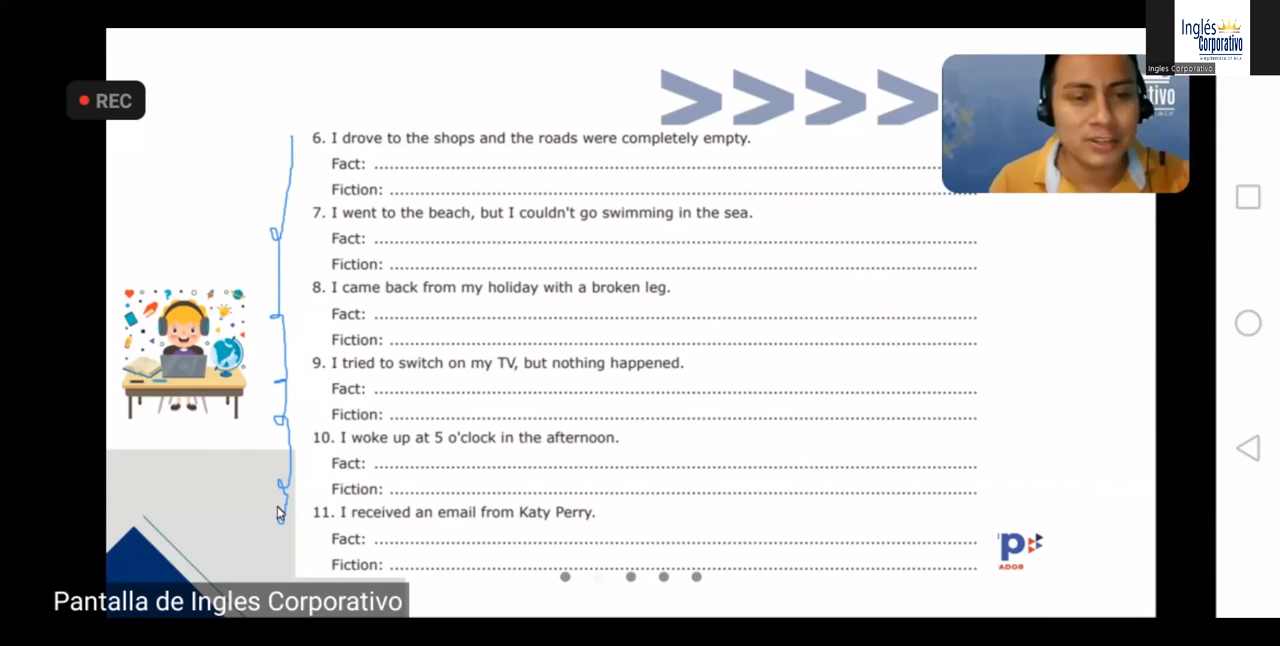 Inglés
Corporativo
Ingles Corporativo
REC
tivo
6. I drove to the shops and the roads were completely empty.
Fact: ..........................................................................
Fiction: ..........................................................................
7. I went to the beach, but I couldn't go swimming in the sea.
Fact: ..........................................................................
Fiction: ..........................................................................
8. I came back from my holiday with a broken leg.
Fact: ..........................................................................
Fiction: ..........................................................................
9. I tried to switch on my TV, but nothing happened.
Fact: ..........................................................................
Fiction: ..........................................................................
10. I woke up at 5 o'clock in the afternoon.
Fact: ..........................................................................
Fiction: ..........................................................................
11. I received an email from Katy Perry.
Fact: ..........................................................................
Fiction: ..........................................................................
P
ADOR
Pantalla de Ingles Corporativo